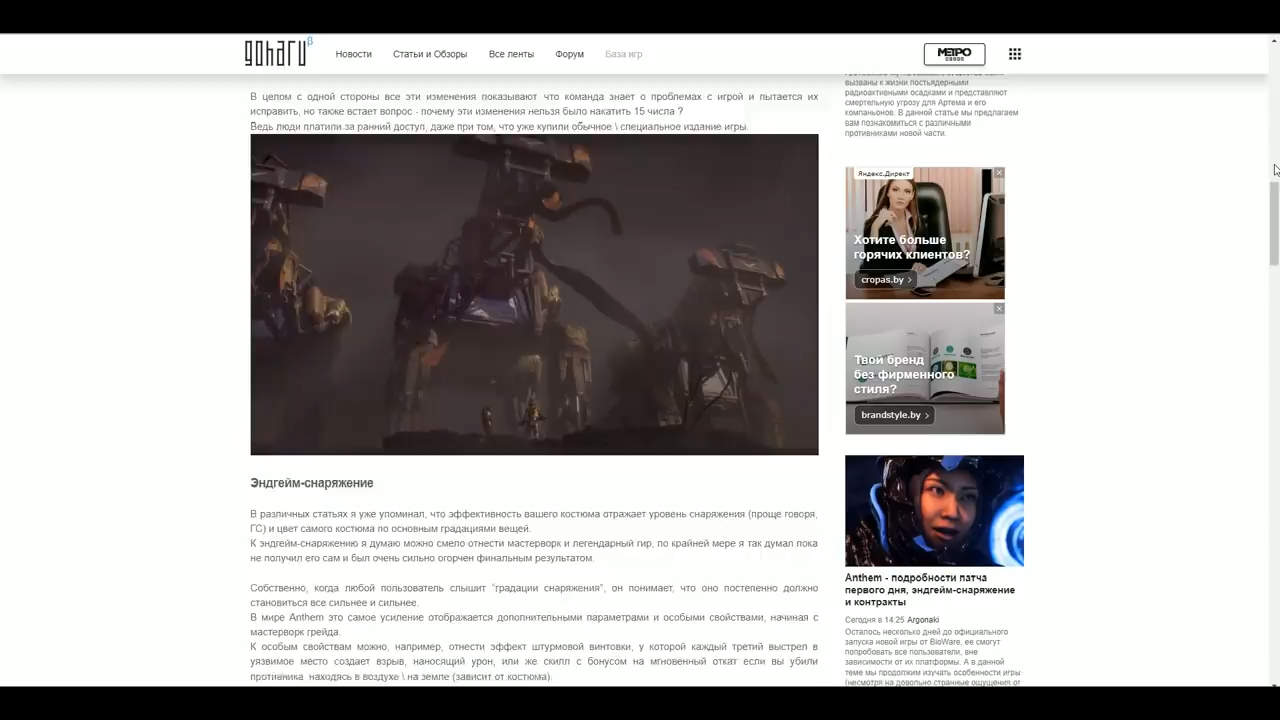 goharu β
Новости
Статьи и Обзоры
Все ленты
Форум
База игр
МЕТРО
В целом с одной стороны все эти изменения показывают что команда знает о проблемах с игрой и пытается их
исправить, но также встает вопрос - почему эти изменения нельзя было накатить 15 числа ?
Ведь люди платили за ранний доступ, даже при том, что уже купили обычное \ специальное издание игры.
Эндгейм-снаряжение
В различных статьях я уже упоминал, что эффективность вашего костюма отражает уровень снаряжения (проще говоря,
ГС) и цвет самого костюма по основным градациями вещей.
К эндгейм-снаряжению я думаю можно смело отнести мастерворк и легендарный гир, по крайней мере я так думал пока
не получил его сам и был очень сильно огорчен финальным результатом.
Собственно, когда любой пользователь слышит "градации снаряжения", он понимает, что оно постепенно должно
становиться все сильнее и сильнее.
В мире Anthem это самое усиление отображается дополнительными параметрами и особыми свойствами, начиная с
мастерворк грейда.
К особым свойствам можно, например, отнести эффект штурмовой винтовки, у которой каждый третий выстрел в
уязвимое место создает взрыв, наносящий урон, или же скилл с бонусом на мгновенный откат если вы убили
противника находясь в воздухе \ на земле (зависит от костюма).
вызваны к жизни постъядерными
радиоактивными осадками и представляют
смертельную угрозу для Артема и его
компаньонов. В данной статье мы предлагаем
вам познакомиться с различными
противниками новой части.
Яндекс.Директ
Хотите больше
горячих клиентов?
cropas.by
Твой бренд
без фирменного
стиля?
brandstyle.by
Anthem - подробности патча
первого дня, эндгейм-снаряжение
и контракты
Сегодня в 14:25 Argonaki
Осталось несколько дней до официального
запуска новой игры от BioWare, ее смогут
попробовать все пользователи, вне
зависимости от их платформы. А в данной
теме мы продолжим изучать особенности игры
(несмотря на довольно странные ощущения от